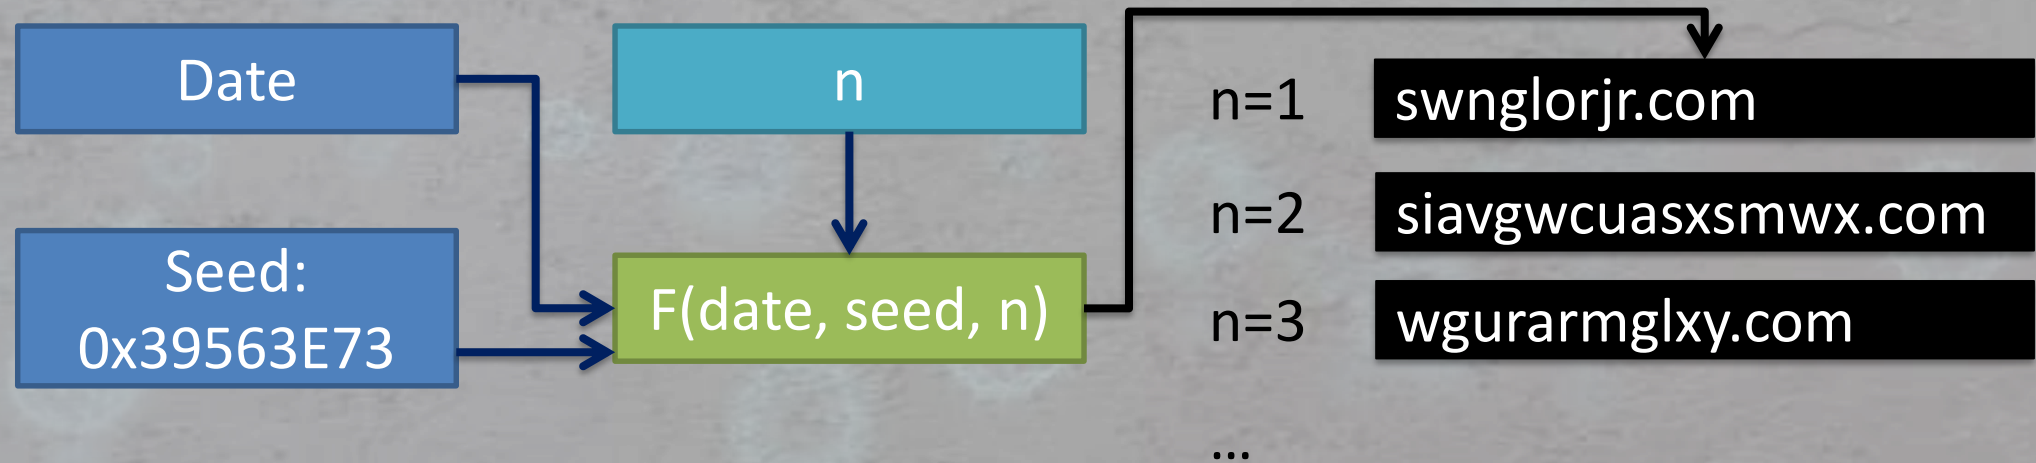 Date
n
Seed:
0x39563E73
F(date, seed, n)
n=1 swnglorjr.com
n=2 siavgwcuasxsmwx.com
n=3 wgurarmglxy.com
...